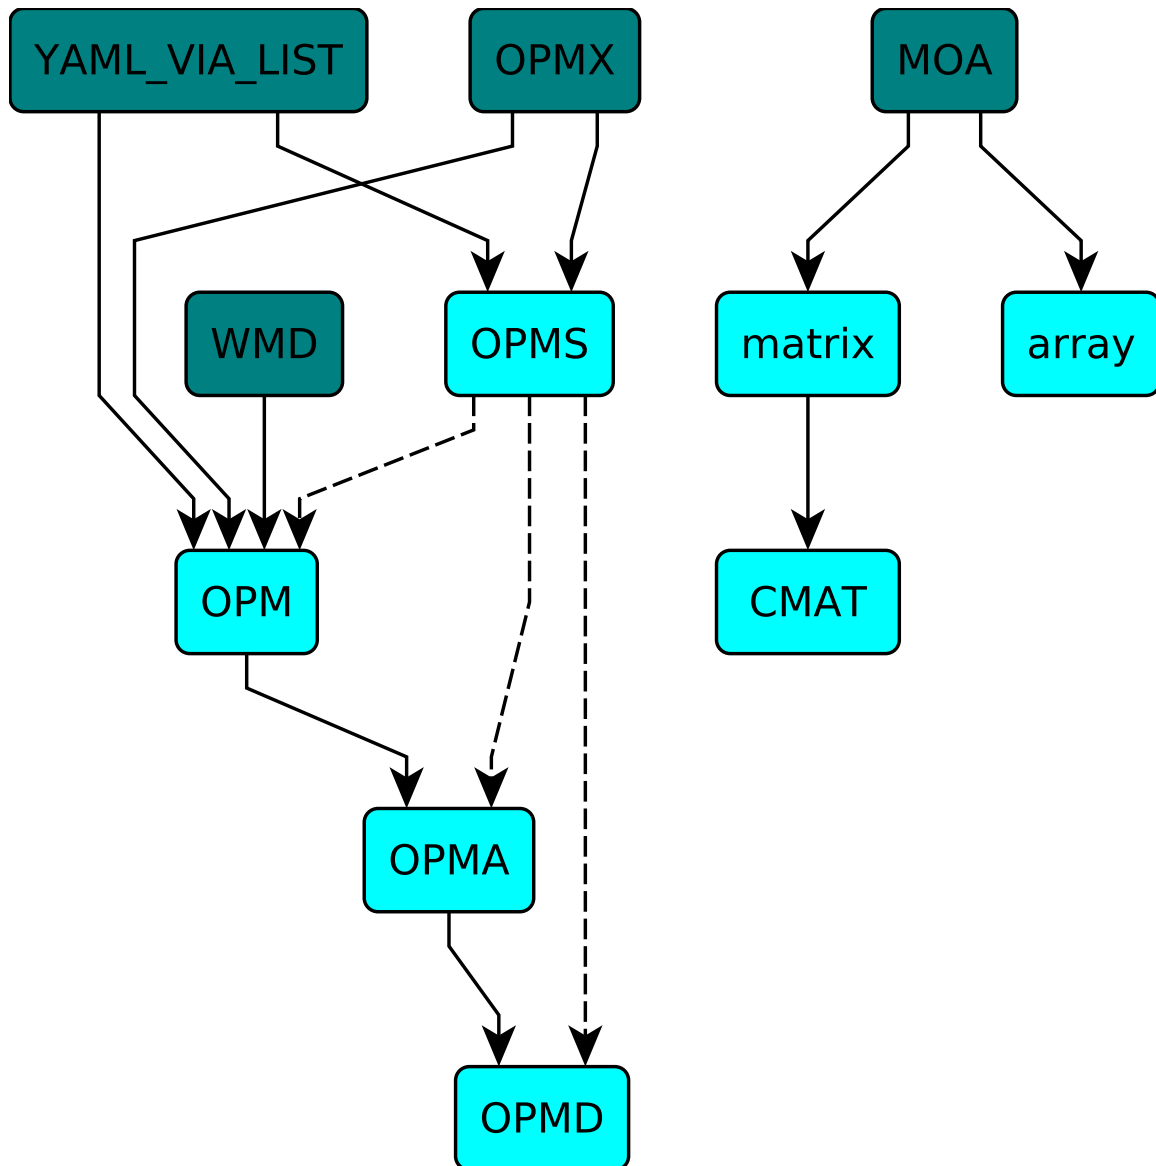 YAML_VIA_LIST
OPMX
MOA
WMD
OPMS
matrix
array
OPM
CMAT
OPMA
OPMD